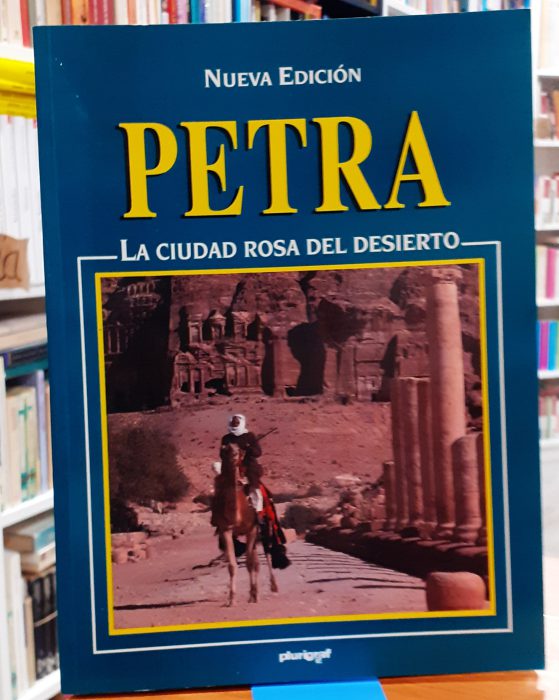 NUEVA EDICIÓN
PETRA
LA CIUDAD ROSA DEL DESIERTO
plurigraf